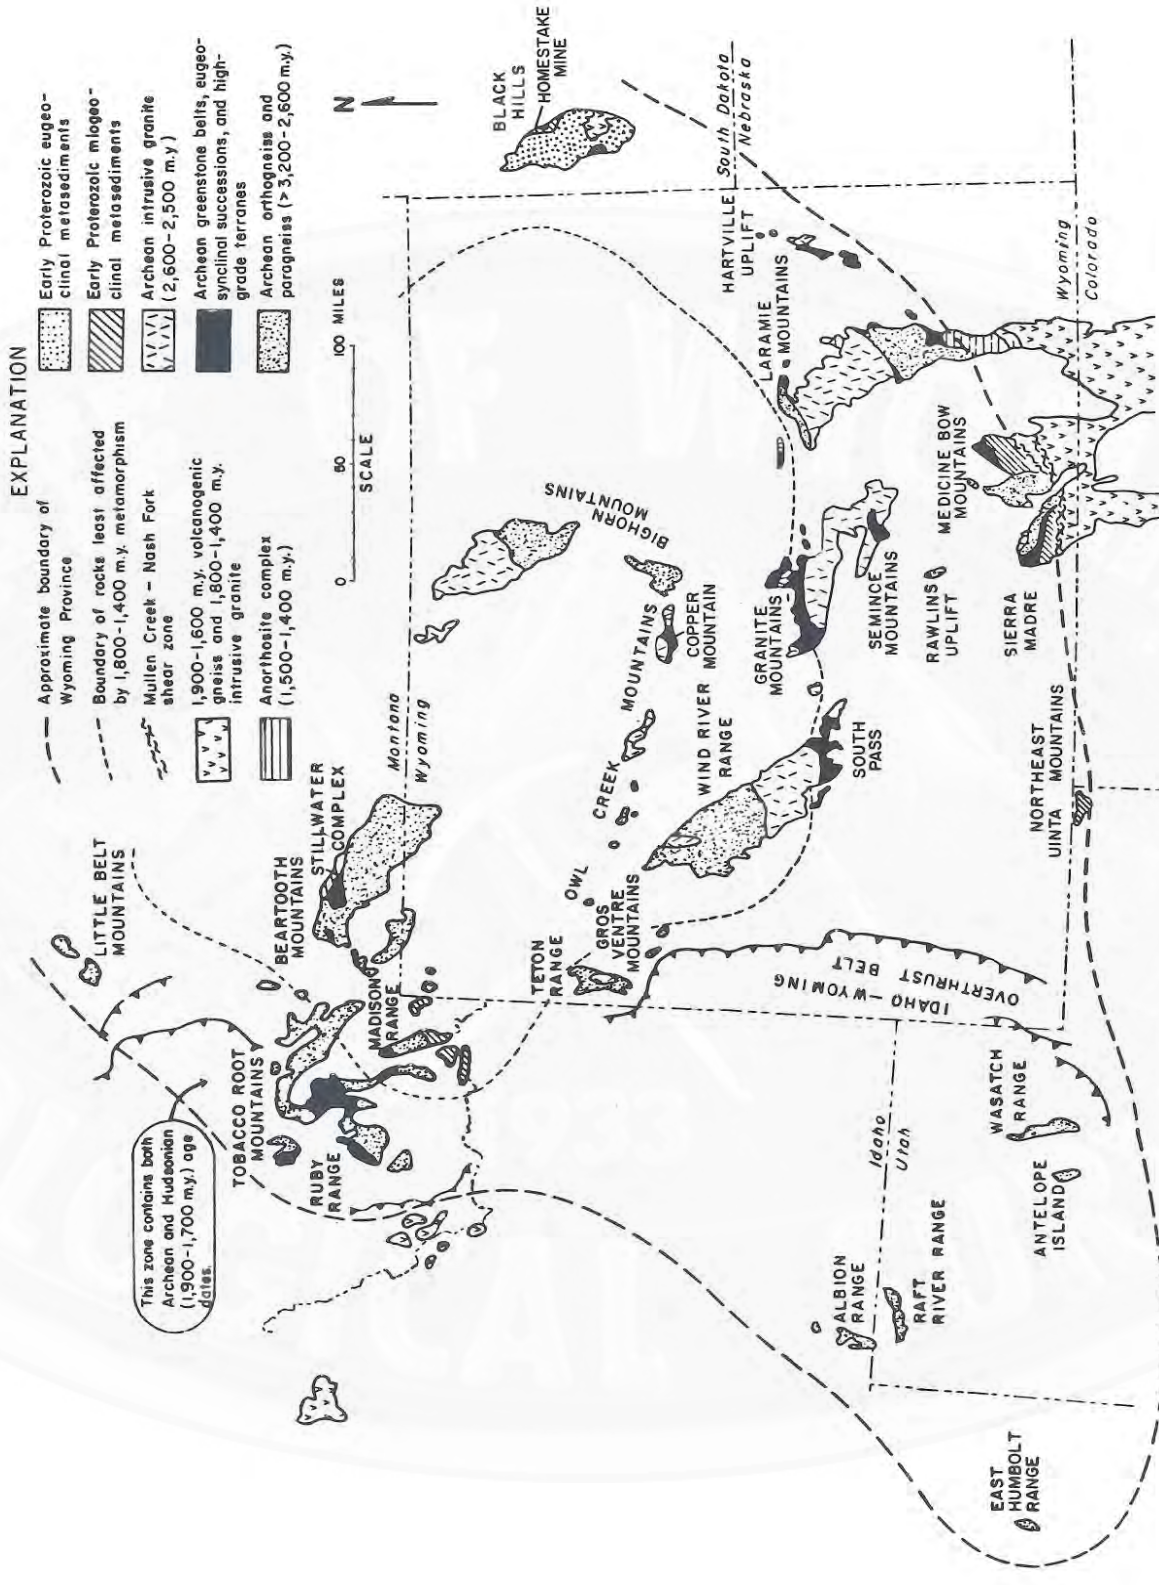 EXPLANATION
Approximate boundary of
Wyoming Province
Boundary of rocks least affected
by 1,800-1,400 m.y. metamorphism
Mullen Creek – Nash Fork
shear zone
1,900-1,600 m.y. volcanogenic
gneiss and 1,800-1,400 m.y.
intrusive granite
Anorthosite complex
(1,500-1,400 m.y.)
Early Proterozoic eugeo-
clinal metasediments
Early Proterozoic miogeo-
clinal metasediments
Archean intrusive granite
(2,600-2,500 m.y)
Archean greenstone belts, eugeo-
synclinal successions, and high-
grade terranes
Archean orthogneiss and
paragneiss (> 3,200-2,600 m.y.)
0
50
100 MILES
SCALE
N
This zone contains both
Archean and Hudsonian
(1,900-1,700 m.y.) age
dates.
LITTLE BELT
MOUNTAINS
TOBACCO ROOT
MOUNTAINS
BEARTOOTH
MOUNTAINS
STILLWATER
COMPLEX
RUBY
RANGE
MADISON
RANGE
Montana
Wyoming
BLACK
HILLS
HOMESTAKE
MINE
BIGHORN
MOUNTAINS
TETON
RANGE
GROS
VENTRE
MOUNTAINS
OWL
CREEK
MOUNTAINS
COPPER
MOUNTAIN
WIND RIVER
RANGE
SOUTH
PASS
GRANITE
MOUNTAINS
LARAMIE
MOUNTAINS
HARTVILLE
UPLIFT
South Dakota
Nebraska
SEMINOE
MOUNTAINS
RAWLINS
UPLIFT
MEDICINE BOW
MOUNTAINS
SIERRA
MADRE
Wyoming
Colorado
NORTHEAST
UINTA MOUNTAINS
IDAHO – WYOMING
OVERTHRUST BELT
Idaho
Utah
WASATCH
RANGE
ANTELOPE
ISLAND
ALBION
RANGE
RAFT
RIVER RANGE
EAST
HUMBOLT
RANGE